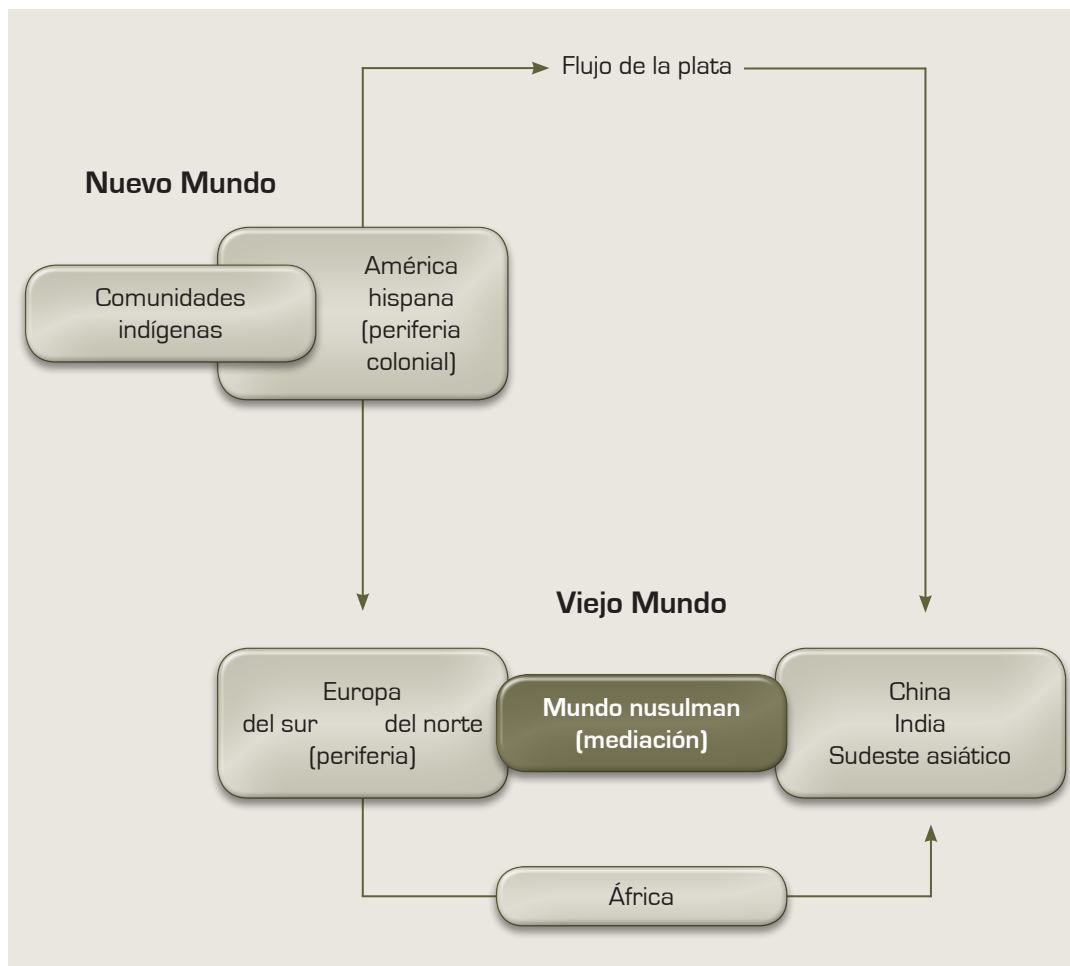 Flujo de la plata
Nuevo Mundo
América
hispana
(periferia
colonial)
Comunidades
indígenas
Viejo Mundo
Europa
del sur del norte
(periferia)
Mundo nusulman
(mediación)
China
India
Sudeste asiático
África